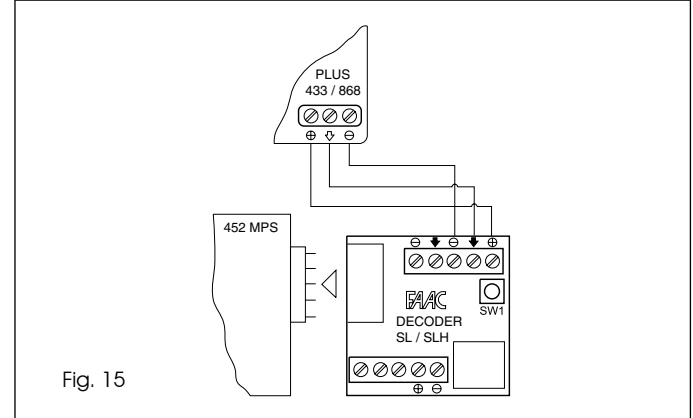 PLUS
433 / 868
⊕ ⇩ ⊖
452 MPS
⊖ 🡇 ⊖ 🡇 ⊕
FAAC
SW1
DECODER
SL / SLH
⊕ ⊖
Fig. 15